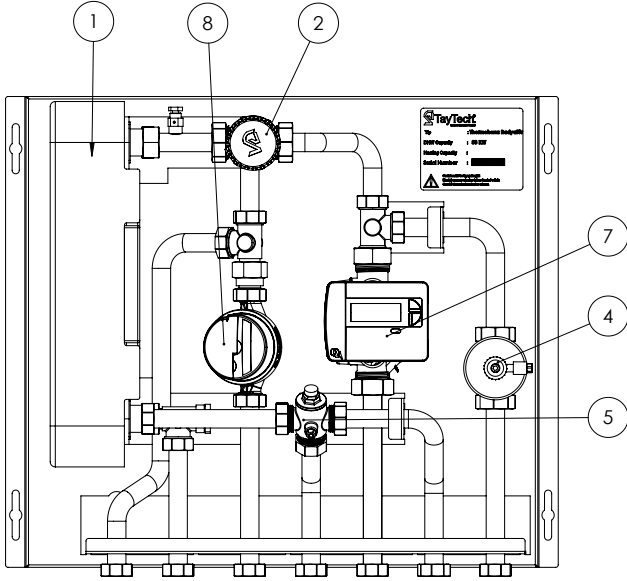 1
8
2
TayTech
Tip :
DHW Capacity :
Heating Capacity :
Serial Number :
7
4
5